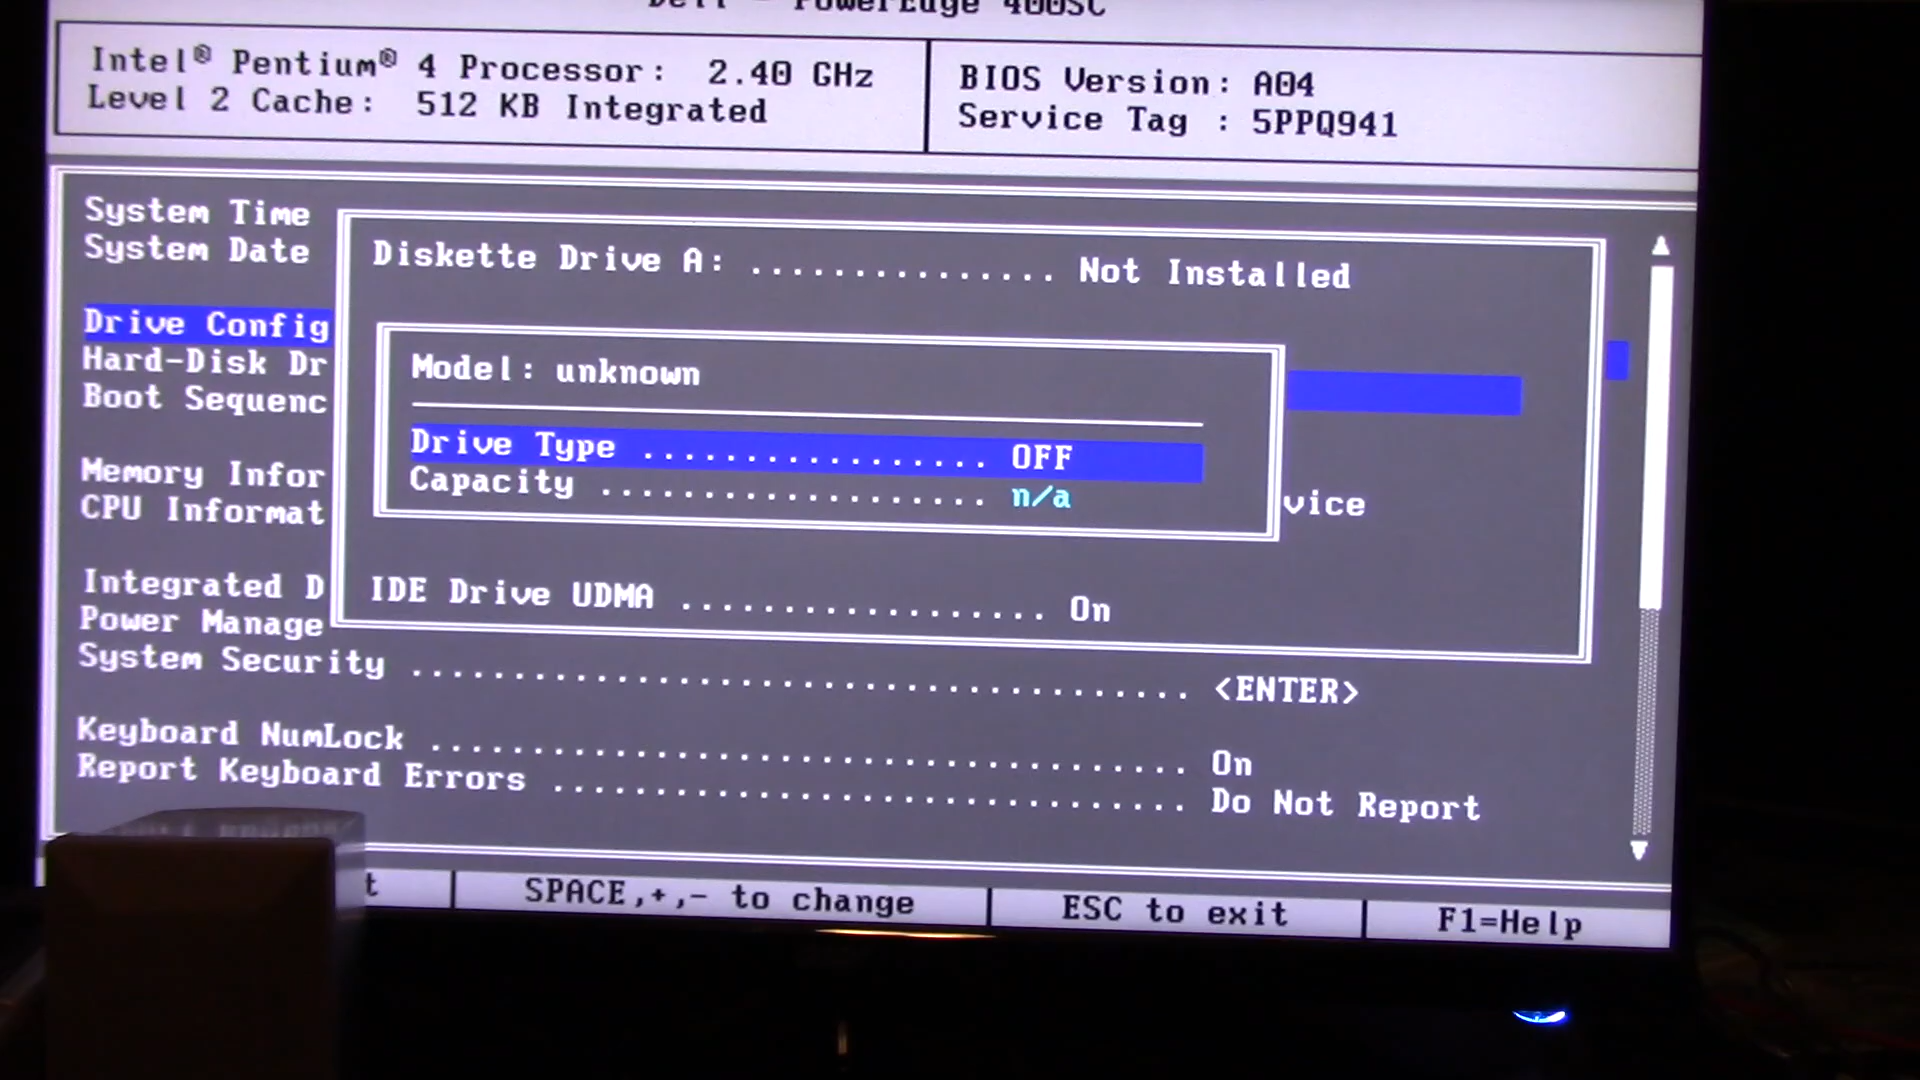 Dell - PowerEdge 400SC
Intel® Pentium® 4 Processor: 2.40 GHz
Level 2 Cache: 512 KB Integrated
BIOS Version: A04
Service Tag : 5PPQ941
System Time
System Date
Drive Config
Hard-Disk Dr
Boot Sequenc
Memory Infor
CPU Informat
Integrated D
Power Manage
System Security ...................................... <ENTER>
Keyboard NumLock ..................................... On
Report Keyboard Errors ............................... Do Not Report
Diskette Drive A: ............... Not Installed
Model: unknown
Drive Type ................. OFF
Capacity ................... n/a
vice
IDE Drive UDMA .................. On
t
SPACE,+,- to change
ESC to exit
F1=Help